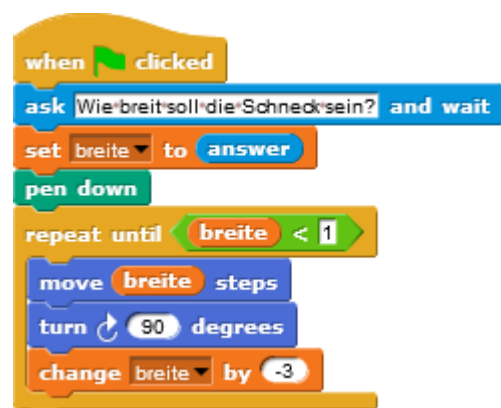 when clicked
ask Wie breit soll die Schneck sein? and wait
set breite to answer
pen down
repeat until breite < 1
move breite steps
turn 90 degrees
change breite by -3